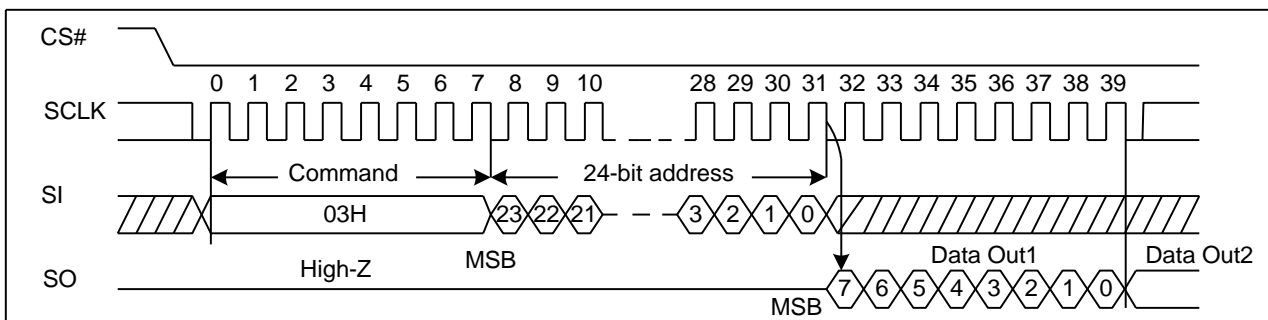 CS#
0 1 2 3 4 5 6 7 8 9 10 28 29 30 31 32 33 34 35 36 37 38 39
SCLK
Command 24-bit address
SI
03H 23 22 21 3 2 1 0
High-Z MSB Data Out1 Data Out2
SO
MSB 7 6 5 4 3 2 1 0